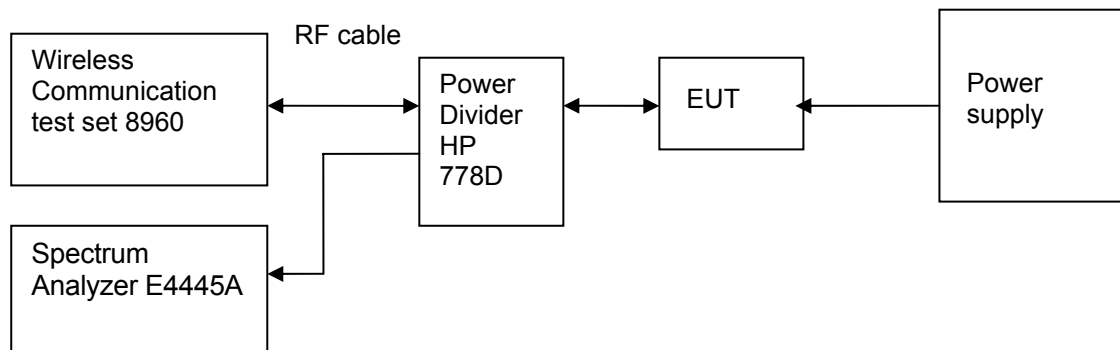 RF cable
Wireless
Communication
test set 8960
Power
Divider
HP
778D
EUT
Power
supply
Spectrum
Analyzer E4445A